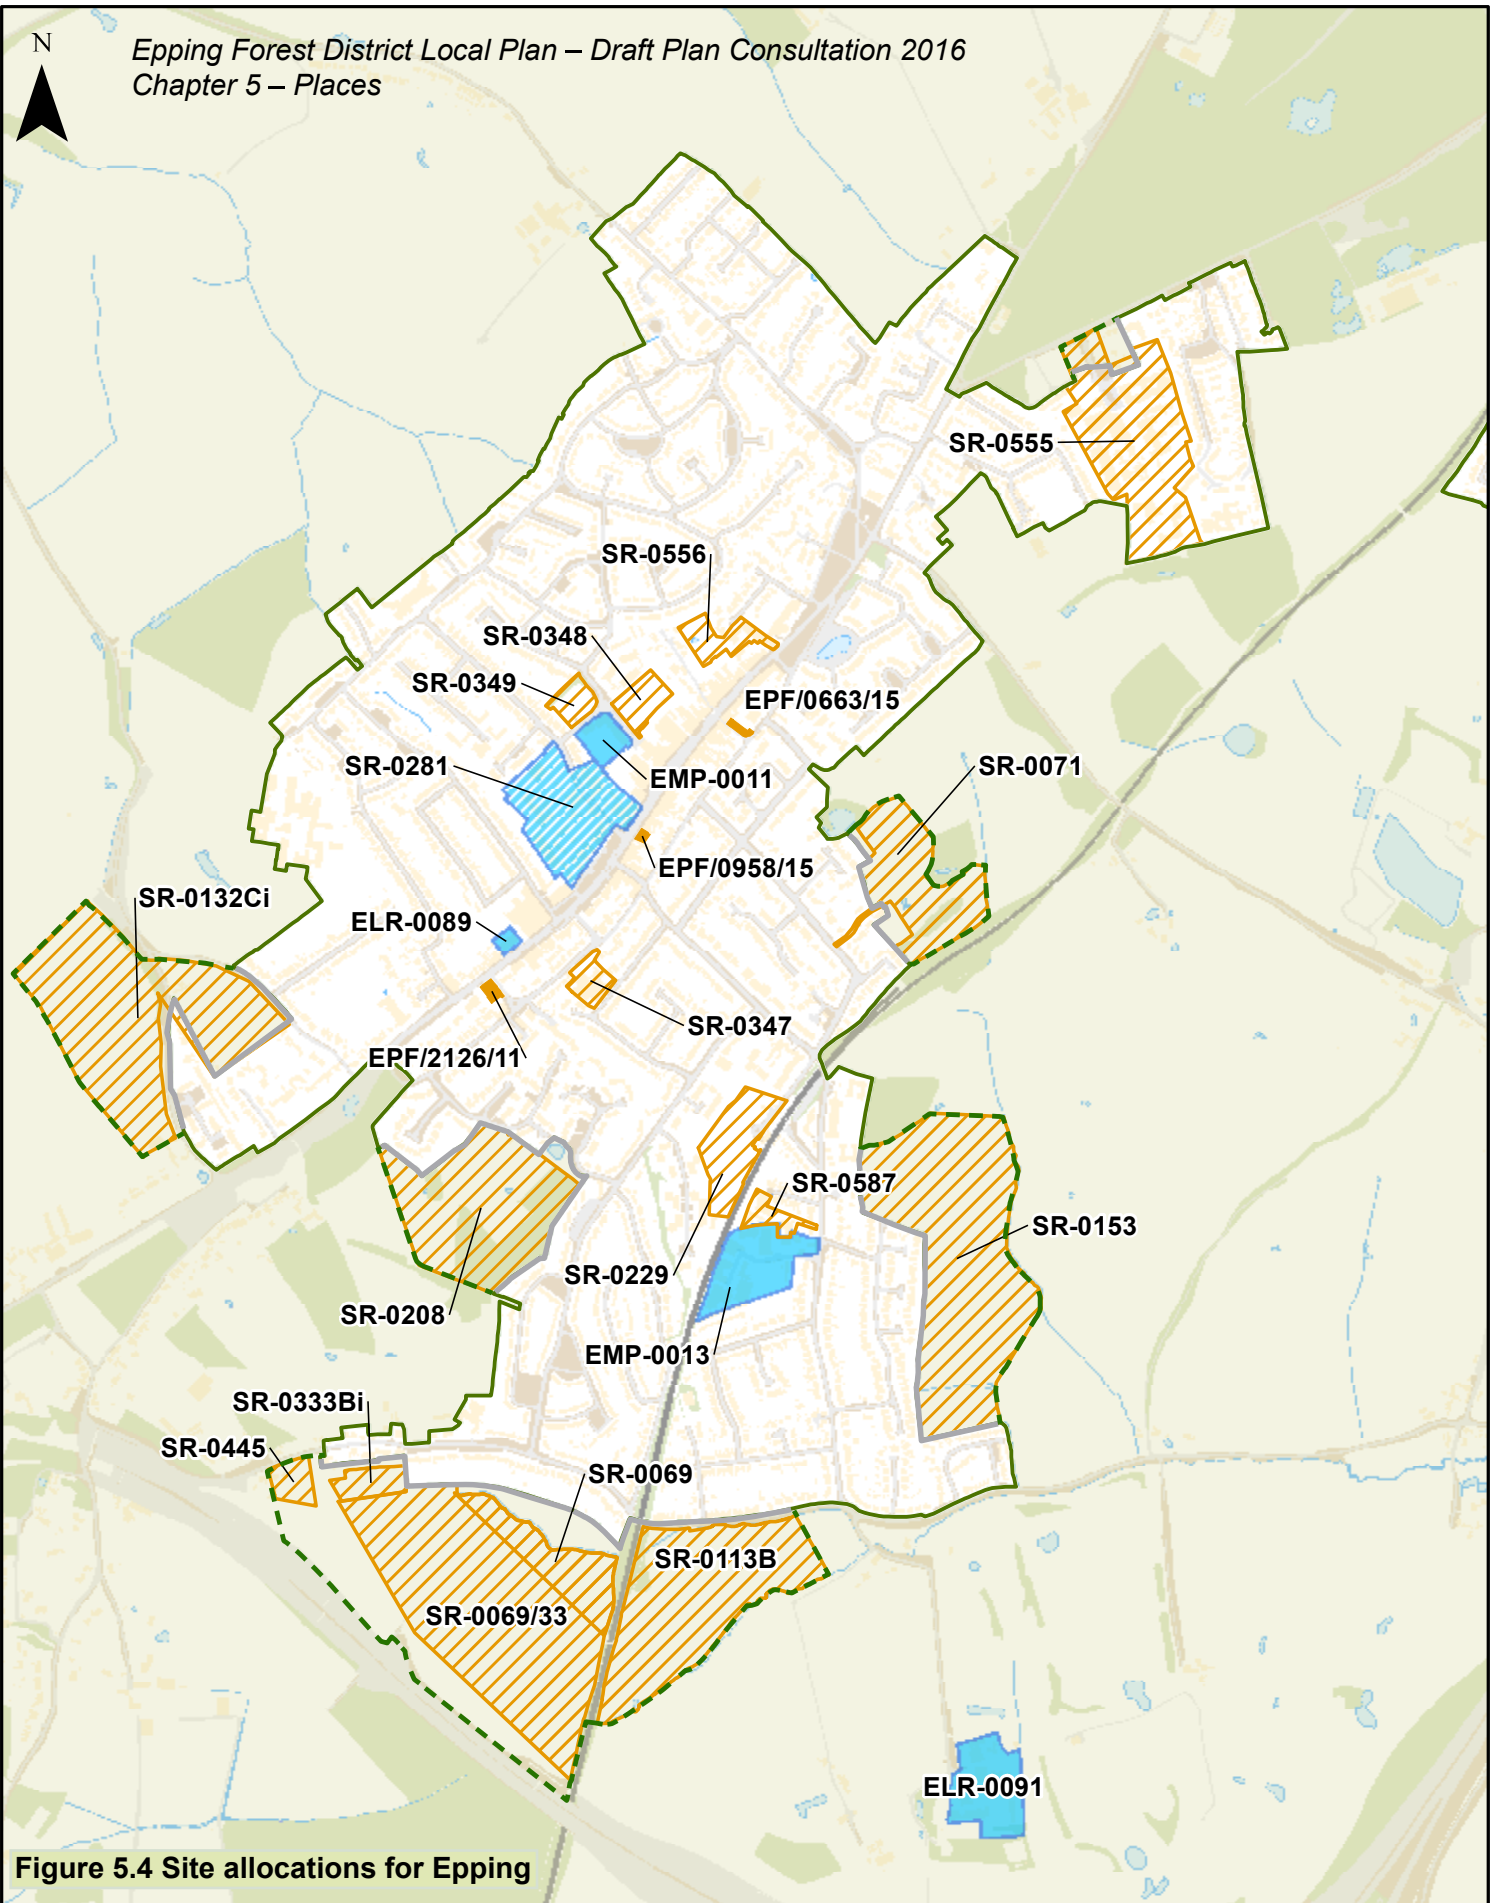 N
Epping Forest District Local Plan – Draft Plan Consultation 2016
Chapter 5 – Places
SR-0555
SR-0556
SR-0348
SR-0349
EPF/0663/15
SR-0281
EMP-0011
SR-0071
EPF/0958/15
SR-0132Ci
ELR-0089
SR-0347
EPF/2126/11
SR-0587
SR-0153
SR-0229
SR-0208
EMP-0013
SR-0333Bi
SR-0445
SR-0069
SR-0113B
SR-0069/33
ELR-0091
Figure 5.4 Site allocations for Epping